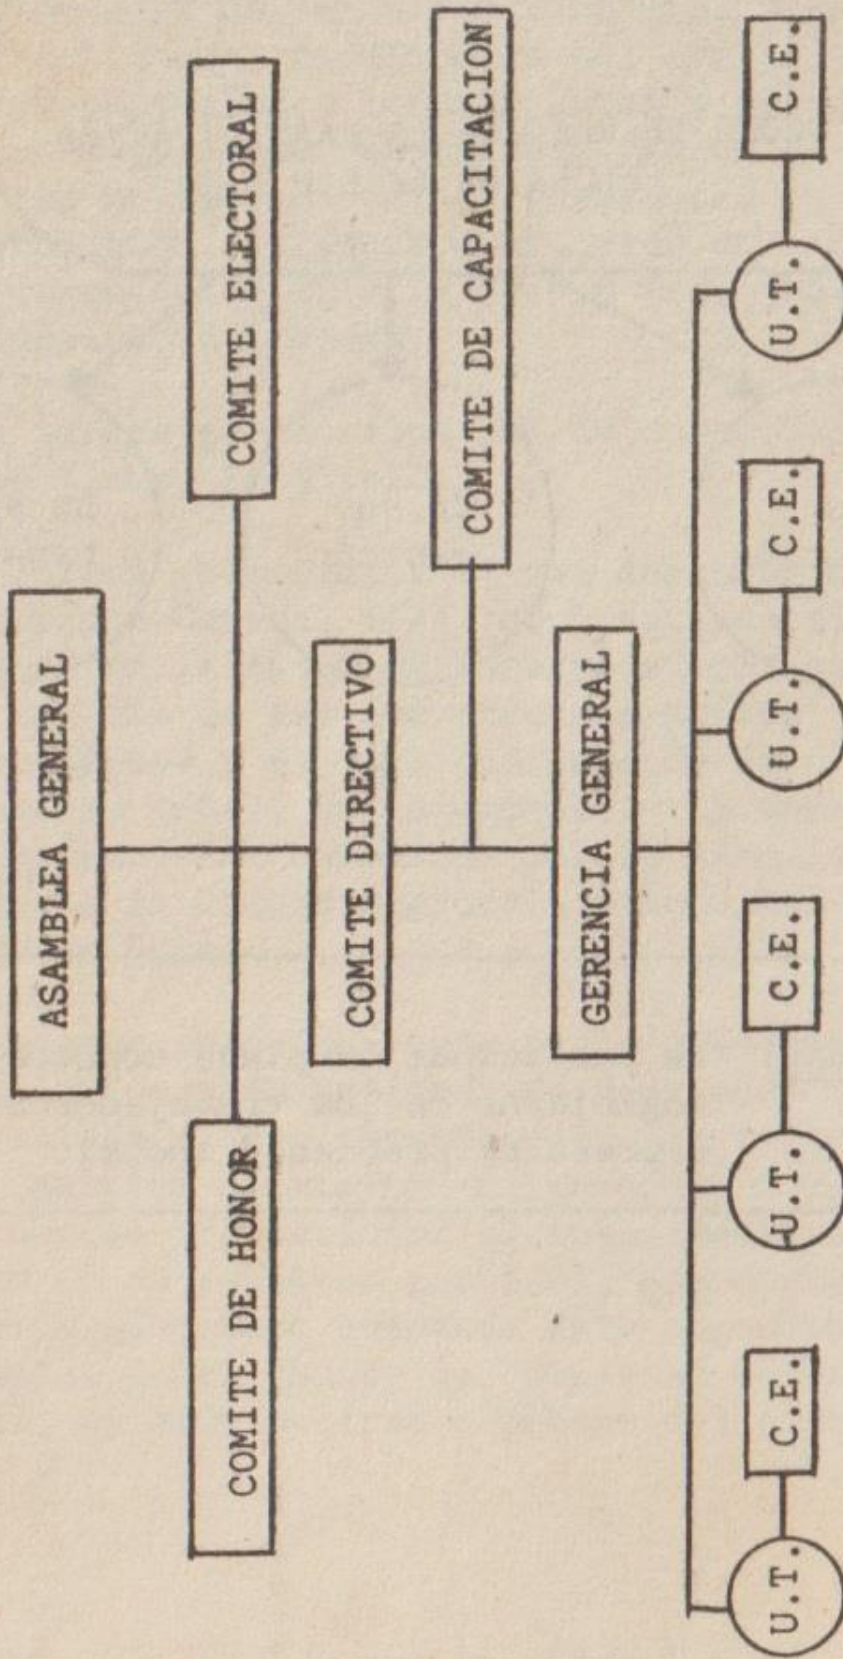 ASAMBLEA GENERAL
COMITE DE HONOR
COMITE ELECTORAL
COMITE DIRECTIVO
COMITE DE CAPACITACION
GERENCIA GENERAL
U.T.
C.E.
U.T.
C.E.
U.T.
C.E.
U.T.
C.E.